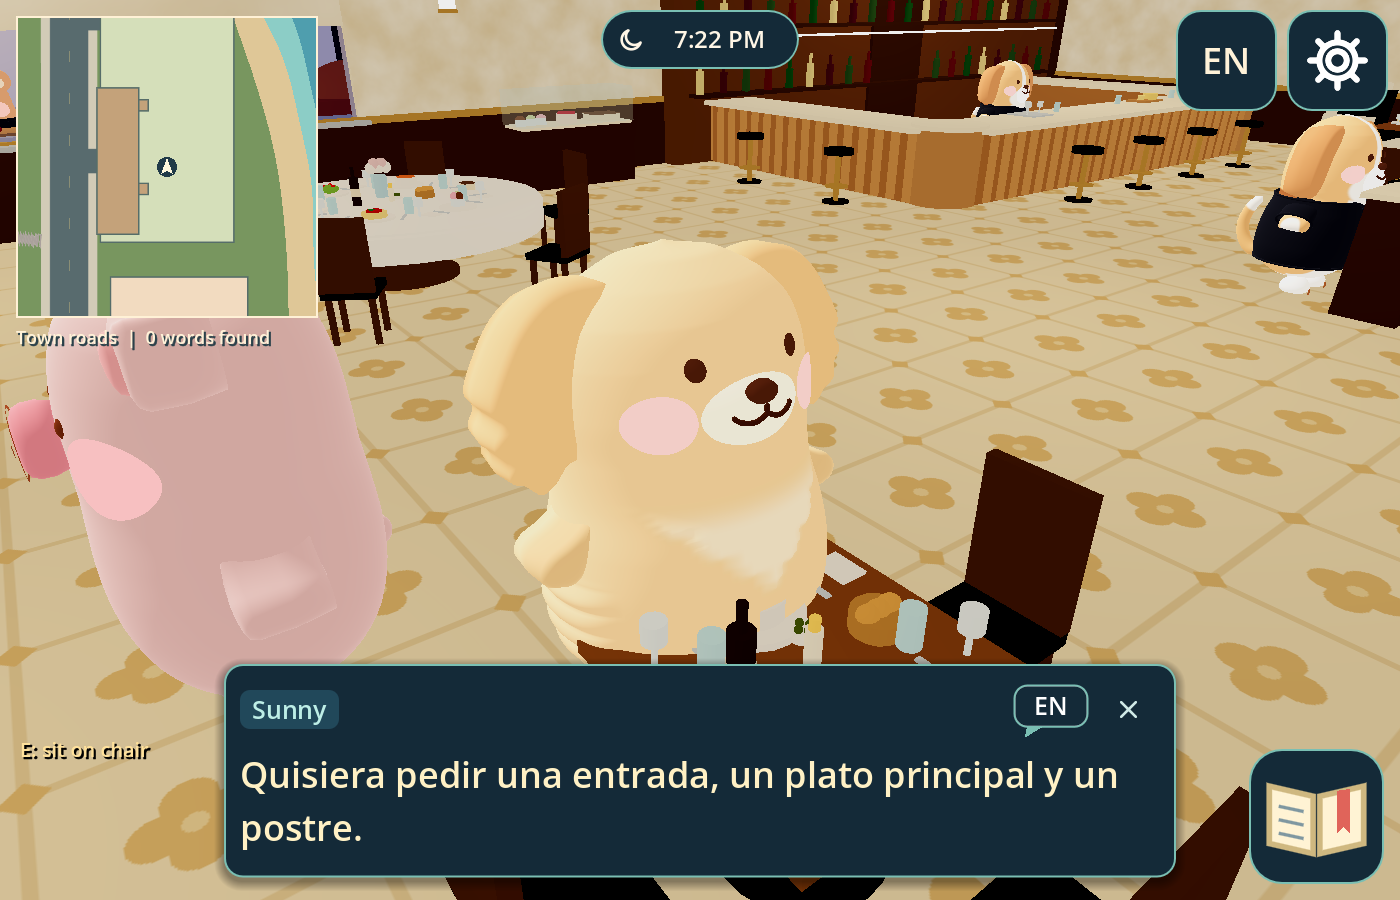 7:22 PM
EN
Town roads | 0 words found
E: sit on chair
Sunny
EN
Quisiera pedir una entrada, un plato principal y un
postre.